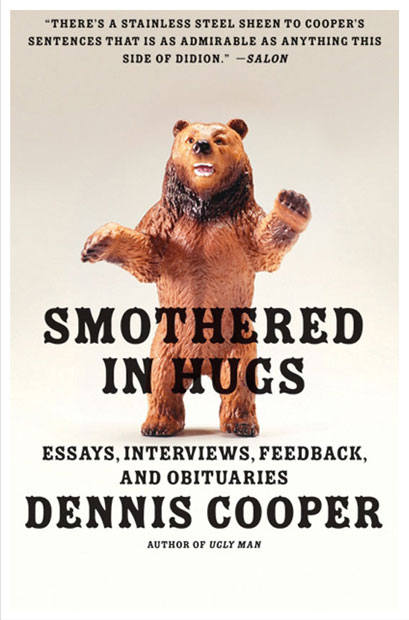 “THERE’S A STAINLESS STEEL SHEEN TO COOPER’S
SENTENCES THAT IS AS ADMIRABLE AS ANYTHING THIS
SIDE OF DIDION.” —SALON
SMOTHERED
IN HUGS
ESSAYS, INTERVIEWS, FEEDBACK,
AND OBITUARIES
DENNIS COOPER
AUTHOR OF UGLY MAN